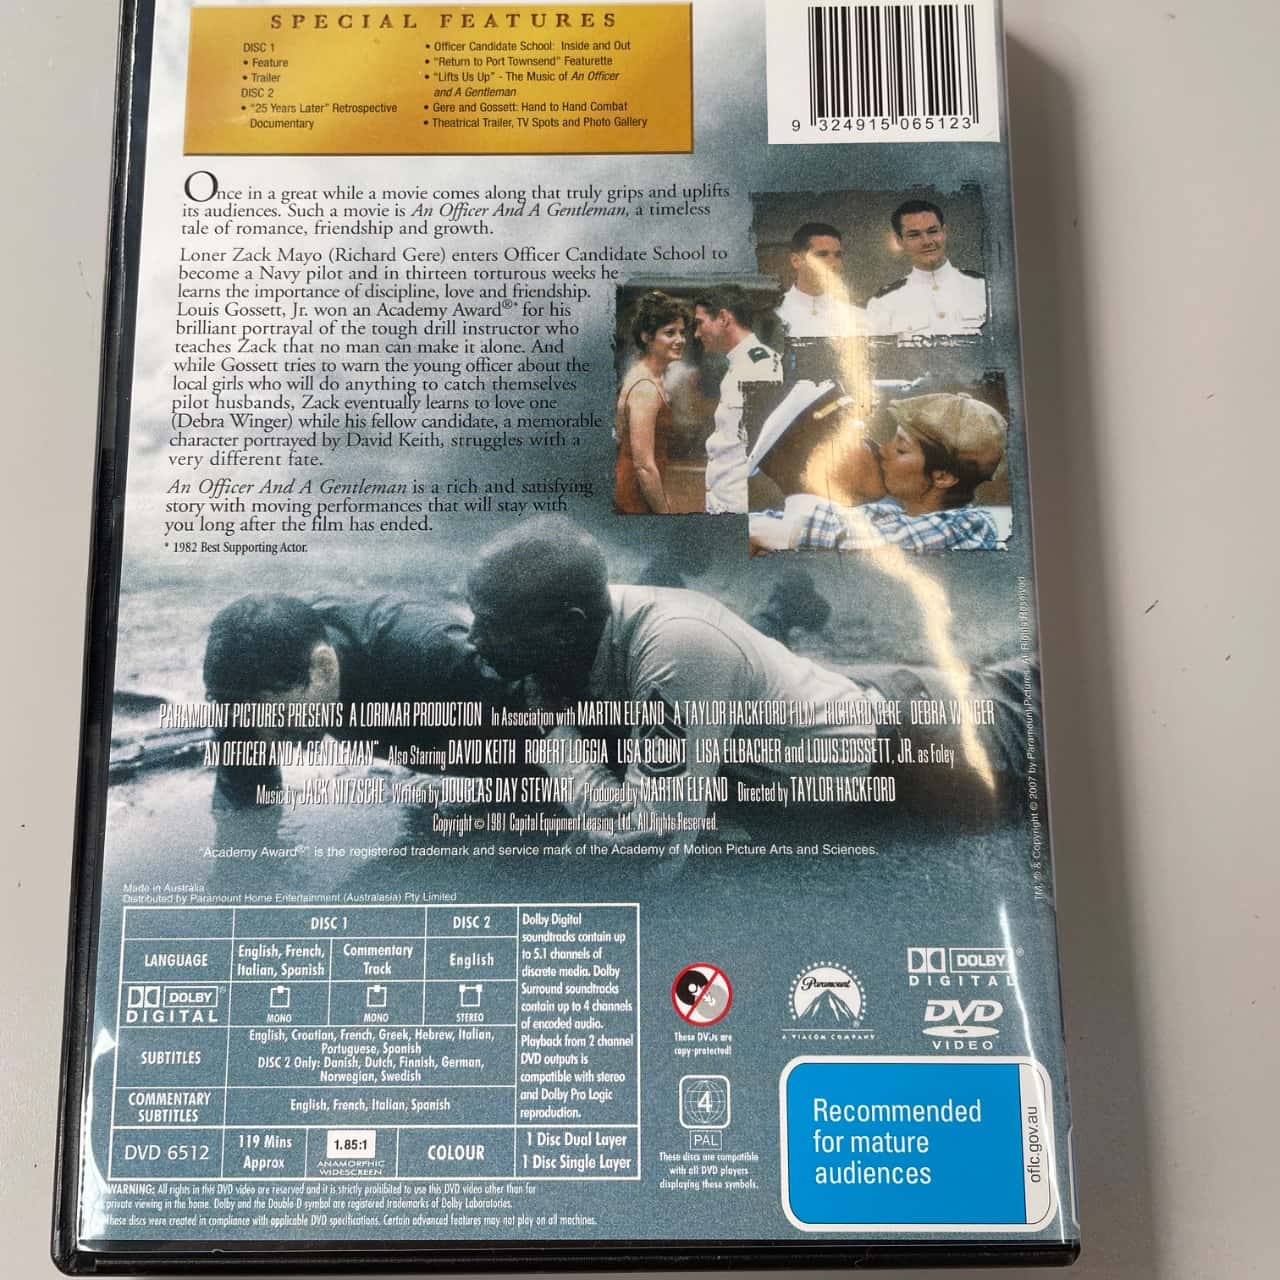 SPECIAL FEATURES
DISC 1
• Feature
• Trailer
DISC 2
• "25 Years Later" Retrospective
Documentary
• Officer Candidate School: Inside and Out
• "Return to Port Townsend" Featurette
• "Lifts Us Up" - The Music of An Officer
and A Gentleman
• Gere and Gossett: Hand to Hand Combat
• Theatrical Trailer, TV Spots and Photo Gallery
9 324915 065123
Once in a great while a movie comes along that truly grips and uplifts
its audiences. Such a movie is An Officer And A Gentleman, a timeless
tale of romance, friendship and growth.
Loner Zack Mayo (Richard Gere) enters Officer Candidate School to
become a Navy pilot and in thirteen torturous weeks he
learns the importance of discipline, love and friendship.
Louis Gossett, Jr. won an Academy Award®* for his
brilliant portrayal of the tough drill instructor who
teaches Zack that no man can make it alone. And
while Gossett tries to warn the young officer about the
local girls who will do anything to catch themselves
pilot husbands, Zack eventually learns to love one
(Debra Winger) while his fellow candidate, a memorable
character portrayed by David Keith, struggles with a
very different fate.
An Officer And A Gentleman is a rich and satisfying
story with moving performances that will stay with
you long after the film has ended.
* 1982 Best Supporting Actor.
PARAMOUNT PICTURES PRESENTS A LORIMAR PRODUCTION In Association with MARTIN ELFAND A TAYLOR HACKFORD FILM RICHARD GERE DEBRA WINGER
"AN OFFICER AND A GENTLEMAN" Also Starring DAVID KEITH ROBERT LOGGIA LISA BLOUNT LISA EILBACHER and LOUIS GOSSETT, JR. as Foley
Music by JACK NITZSCHE Written by DOUGLAS DAY STEWART Produced by MARTIN ELFAND Directed by TAYLOR HACKFORD
Copyright © 1981 Capital Equipment Leasing, Ltd. All Rights Reserved.
"Academy Award®" is the registered trademark and service mark of the Academy of Motion Picture Arts and Sciences.
TM, ® & Copyright © 2007 by Paramount Pictures. All Rights Reserved
Made in Australia
Distributed by Paramount Home Entertainment (Australasia) Pty Limited
DISC 1
DISC 2
LANGUAGE
English, French,
Italian, Spanish
Commentary
Track
English
DOLBY
DIGITAL
MONO
MONO
STEREO
SUBTITLES
English, Croatian, French, Greek, Hebrew, Italian,
Portuguese, Spanish
DISC 2 Only: Danish, Dutch, Finnish, German,
Norwegian, Swedish
COMMENTARY
SUBTITLES
English, French, Italian, Spanish
DVD 6512
119 Mins
Approx
1.85:1
ANAMORPHIC
WIDESCREEN
COLOUR
Dolby Digital
soundtracks contain up
to 5.1 channels of
discrete media. Dolby
Surround soundtracks
contain up to 4 channels
of encoded audio.
Playback from 2 channel
DVD outputs is
compatible with stereo
and Dolby Pro Logic
reproduction.
1 Disc Dual Layer
1 Disc Single Layer
WARNING: All rights in this DVD video are reserved and it is strictly prohibited to use this DVD video other than for
private viewing in the home. Dolby and the Double-D symbol are registered trademarks of Dolby Laboratories.
These discs were created in compliance with applicable DVD specifications. Certain advanced features may not play on all machines.
These DVDs are
copy-protected!
4
PAL
These discs are compatible
with all DVD players
displaying these symbols.
Paramount
A VIACOM COMPANY
DOLBY
DIGITAL
DVD
VIDEO
Recommended
for mature
audiences
oflc.gov.au